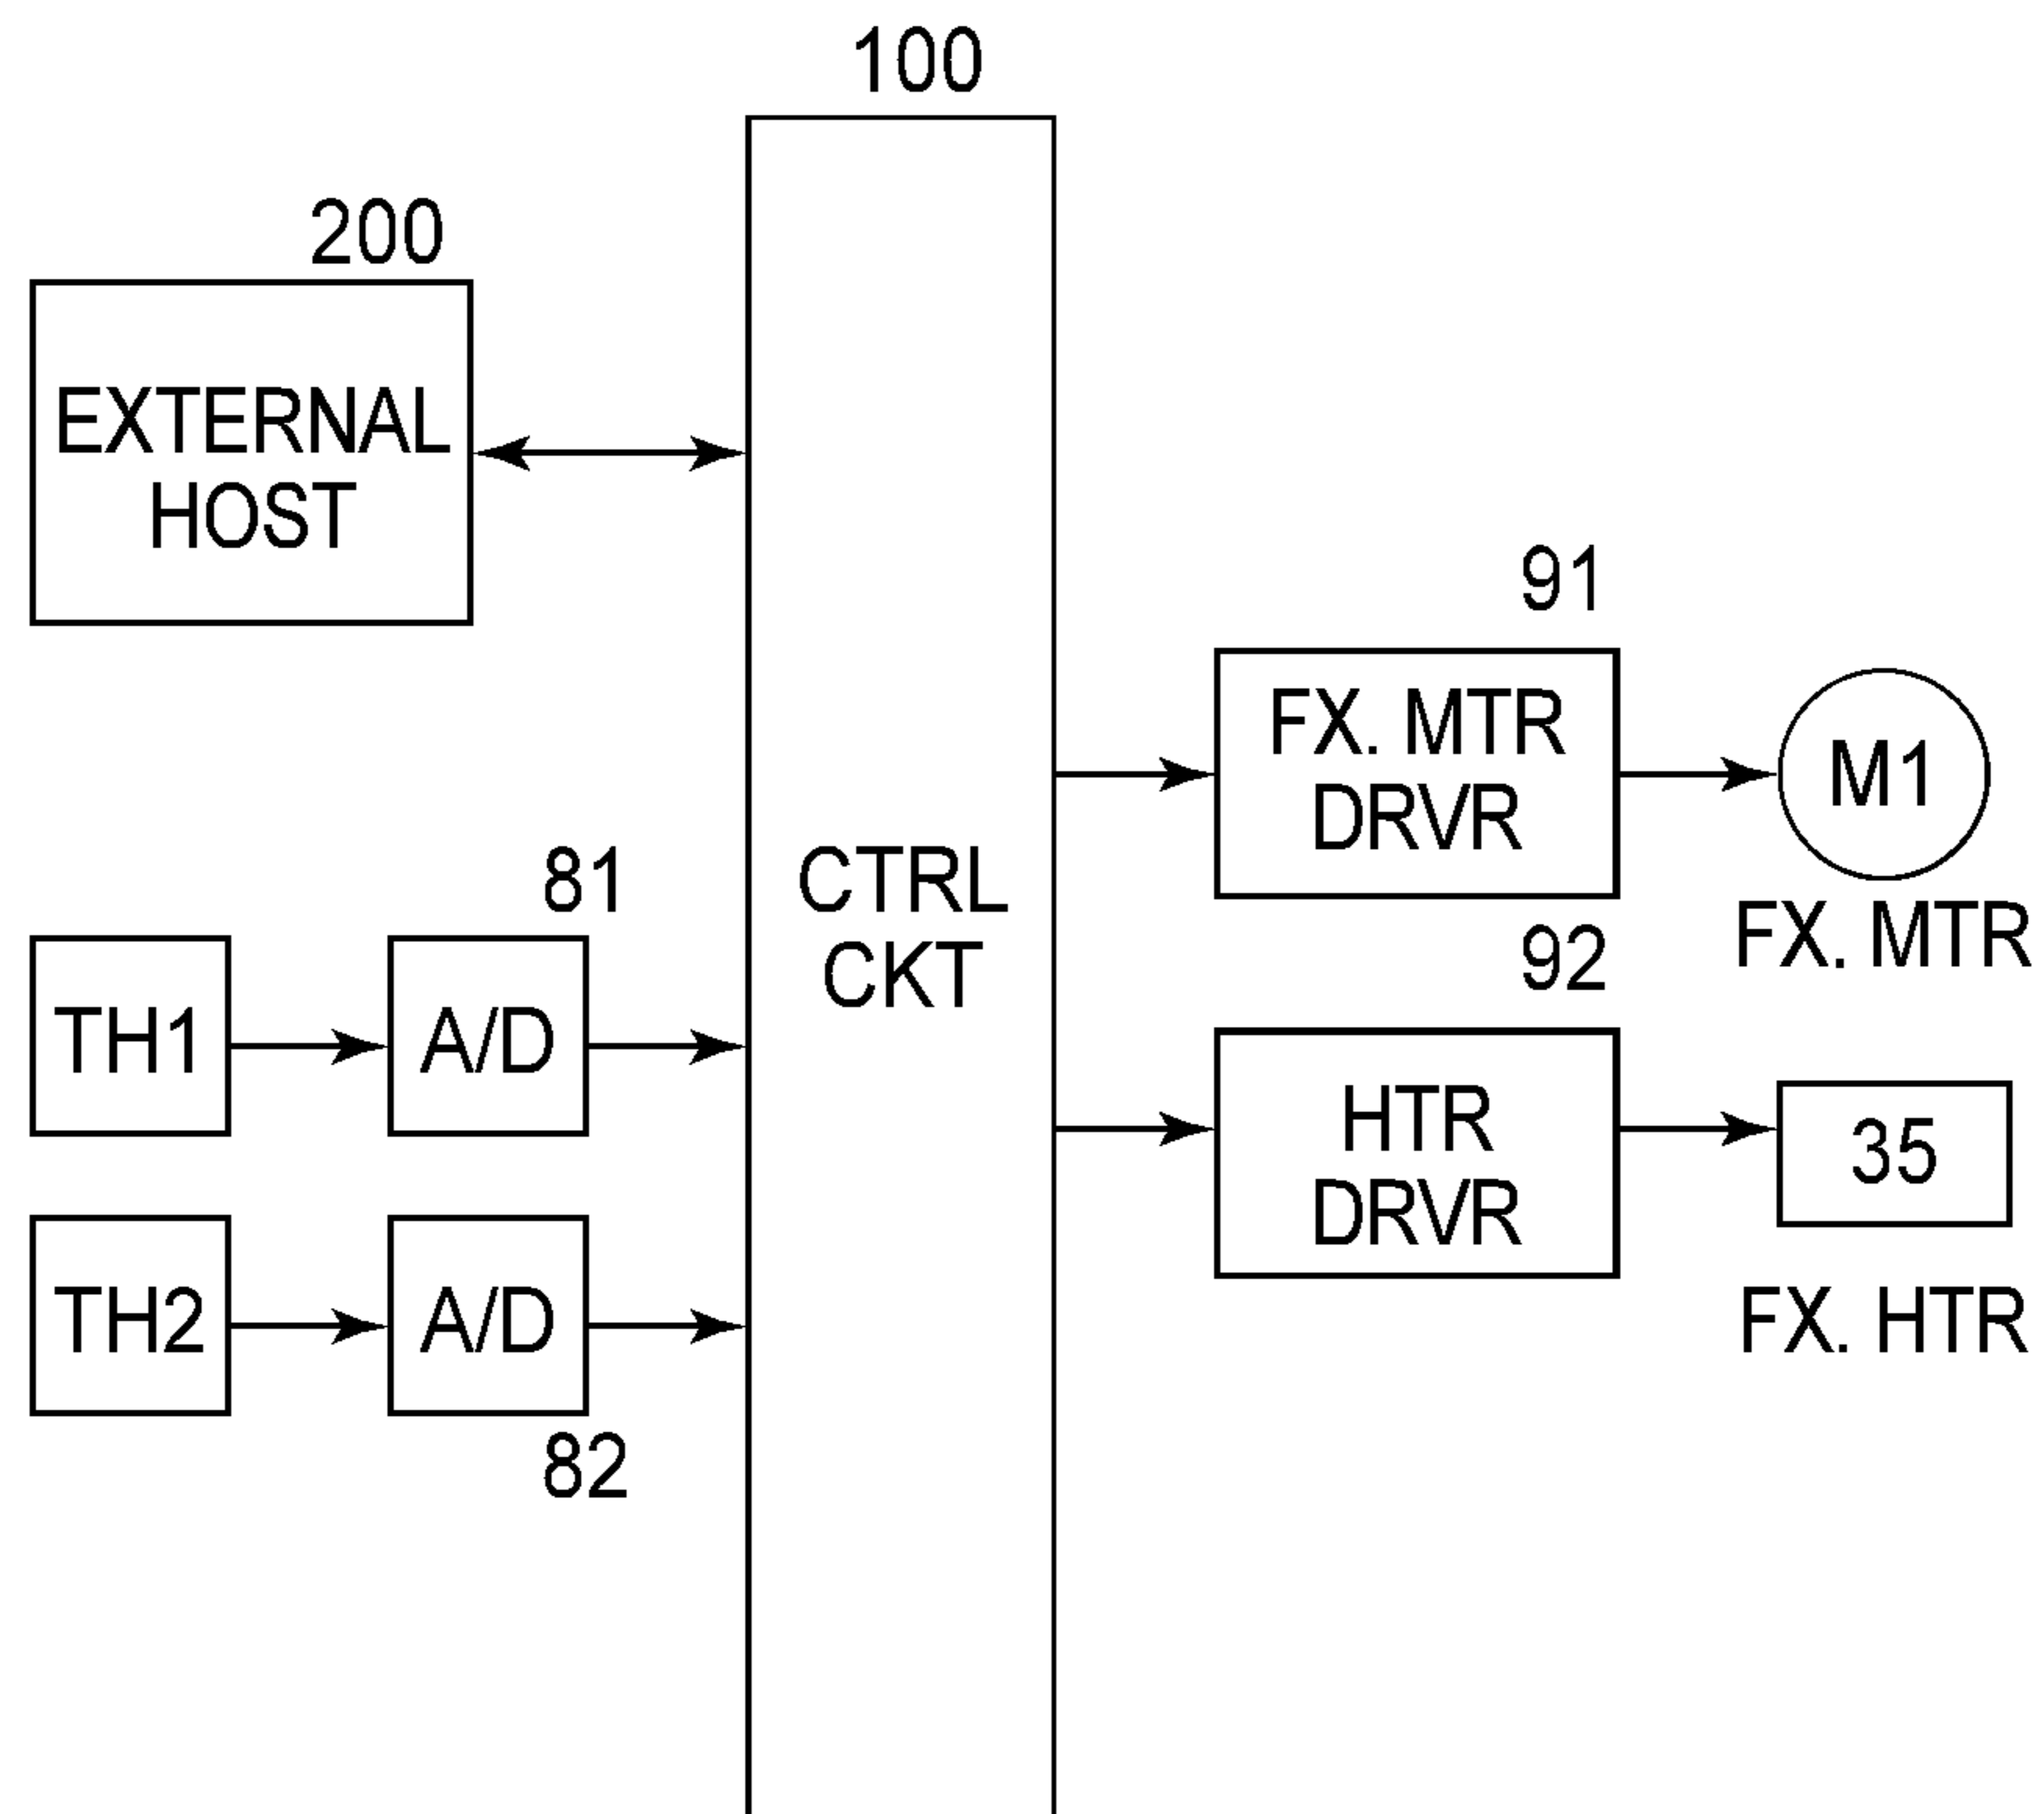 100
200
EXTERNAL
HOST
91
FX. MTR
DRVR
M1
FX. MTR
81
CTRL
CKT
92
TH1
A/D
HTR
DRVR
35
FX. HTR
TH2
A/D
82